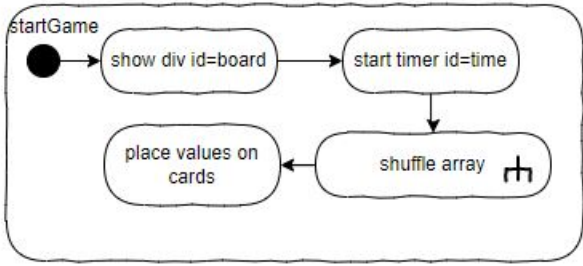 startGame
show div id=board
start timer id=time
shuffle array
place values on
cards